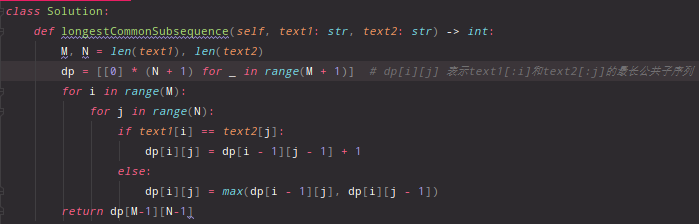 class Solution:
    def longestCommonSubsequence(self, text1: str, text2: str) -> int:
        M, N = len(text1), len(text2)
        dp = [[0] * (N + 1) for _ in range(M + 1)]  # dp[i][j] 表示text1[:i]和text2[:j]的最长公共子序列
        for i in range(M):
            for j in range(N):
                if text1[i] == text2[j]:
                    dp[i][j] = dp[i - 1][j - 1] + 1
                else:
                    dp[i][j] = max(dp[i - 1][j], dp[i][j - 1])
        return dp[M-1][N-1]